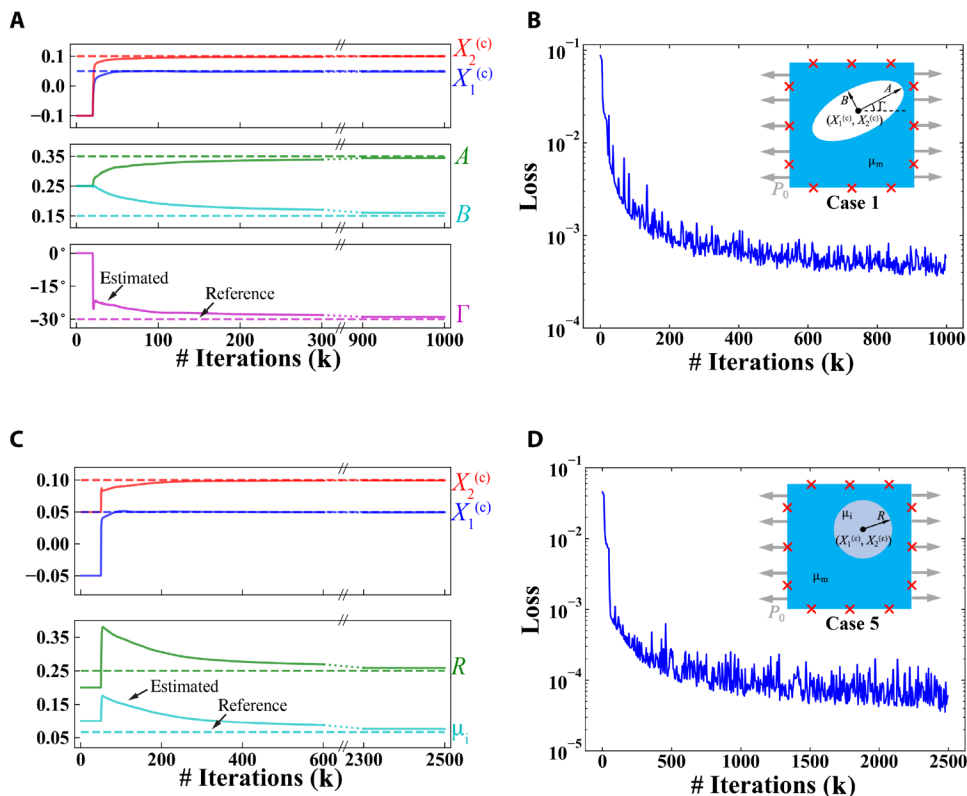 A
0.1
0.0
−0.1
X₂⁽ᶜ⁾
X₁⁽ᶜ⁾
0.35
0.25
0.15
A
B
0°
−15°
−30°
Estimated
Reference
Γ
0 100 200 300 900 1000
# Iterations (k)
B
Loss
10⁻¹
10⁻²
10⁻³
10⁻⁴
B A Γ
(X₁⁽ᶜ⁾, X₂⁽ᶜ⁾)
μₘ
P₀
Case 1
0 200 400 600 800 1000
# Iterations (k)
C
0.10
0.05
0.00
−0.05
X₂⁽ᶜ⁾
X₁⁽ᶜ⁾
0.35
0.25
0.15
0.05
Estimated
Reference
R
μᵢ
0 200 400 600 2300 2500
# Iterations (k)
D
Loss
10⁻¹
10⁻²
10⁻³
10⁻⁴
10⁻⁵
μᵢ R
(X₁⁽ᶜ⁾, X₂⁽ᶜ⁾)
μₘ
P₀
Case 5
0 500 1000 1500 2000 2500
# Iterations (k)